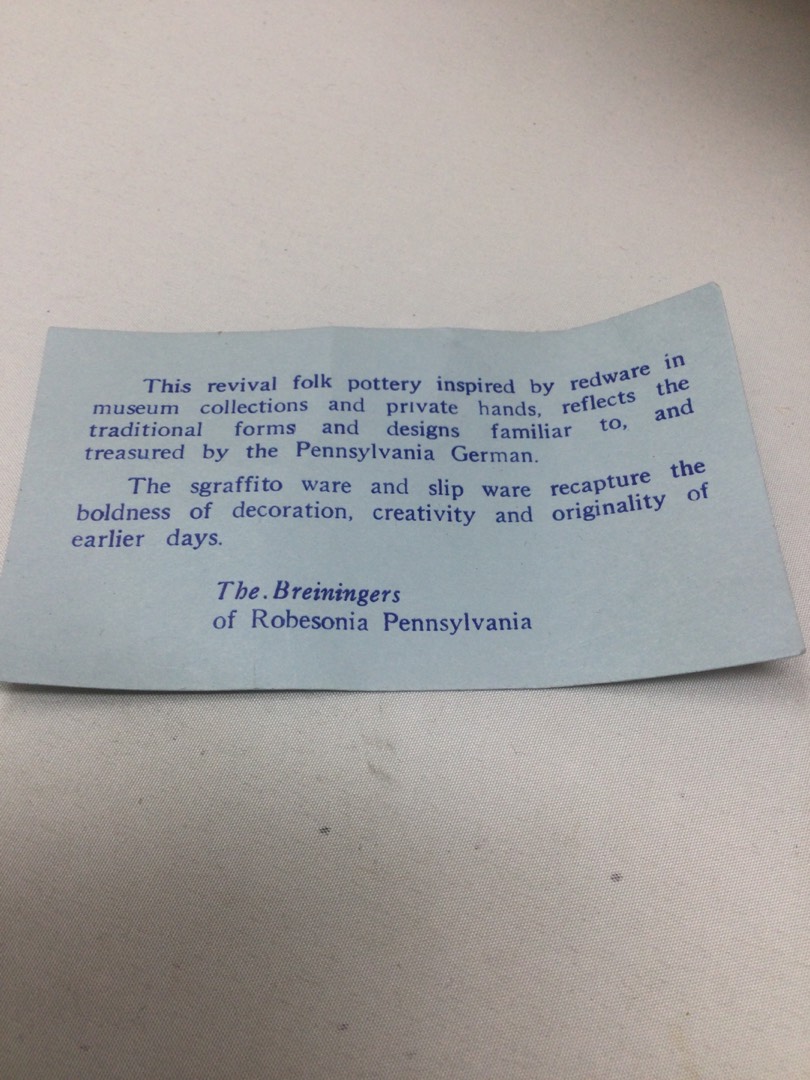 This revival folk pottery inspired by redware in
museum collections and private hands, reflects the
traditional forms and designs familiar to, and
treasured by the Pennsylvania German.
The sgraffito ware and slip ware recapture the
boldness of decoration, creativity and originality of
earlier days.
The.Breiningers
of Robesonia Pennsylvania